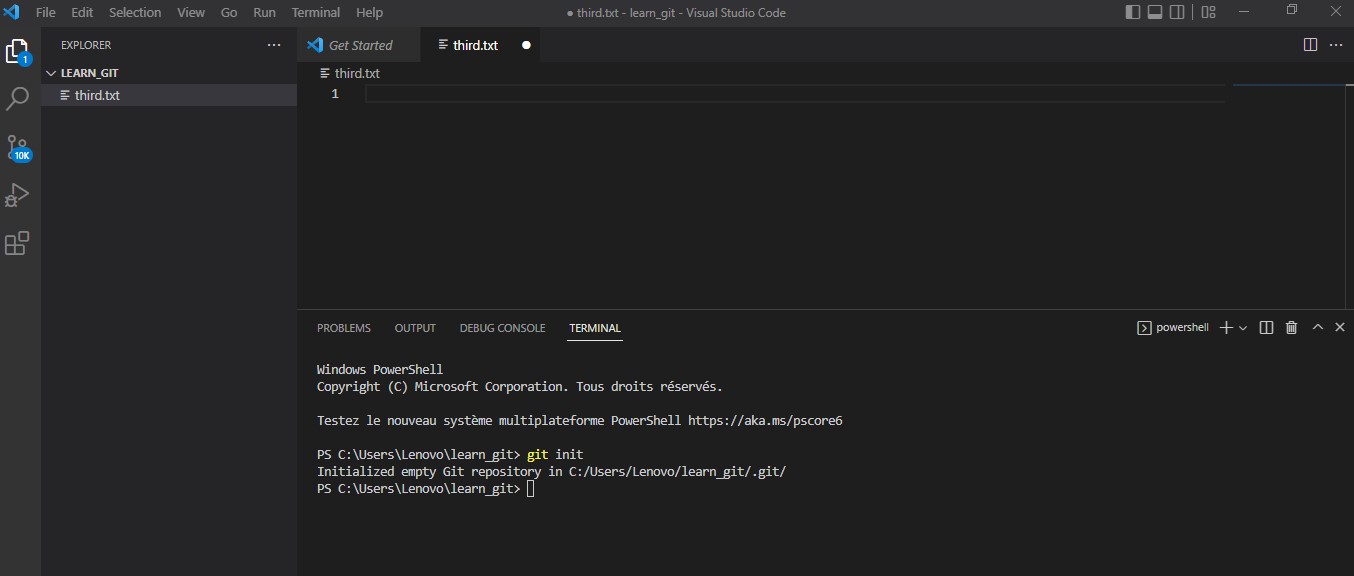 File Edit Selection View Go Run Terminal Help
● third.txt - learn_git - Visual Studio Code
EXPLORER
Get Started
third.txt
1
LEARN_GIT
third.txt
third.txt
1
10K
PROBLEMS OUTPUT DEBUG CONSOLE TERMINAL
powershell
Windows PowerShell
Copyright (C) Microsoft Corporation. Tous droits réservés.
Testez le nouveau système multiplateforme PowerShell https://aka.ms/pscore6
PS C:\Users\Lenovo\learn_git> git init
Initialized empty Git repository in C:/Users/Lenovo/learn_git/.git/
PS C:\Users\Lenovo\learn_git>